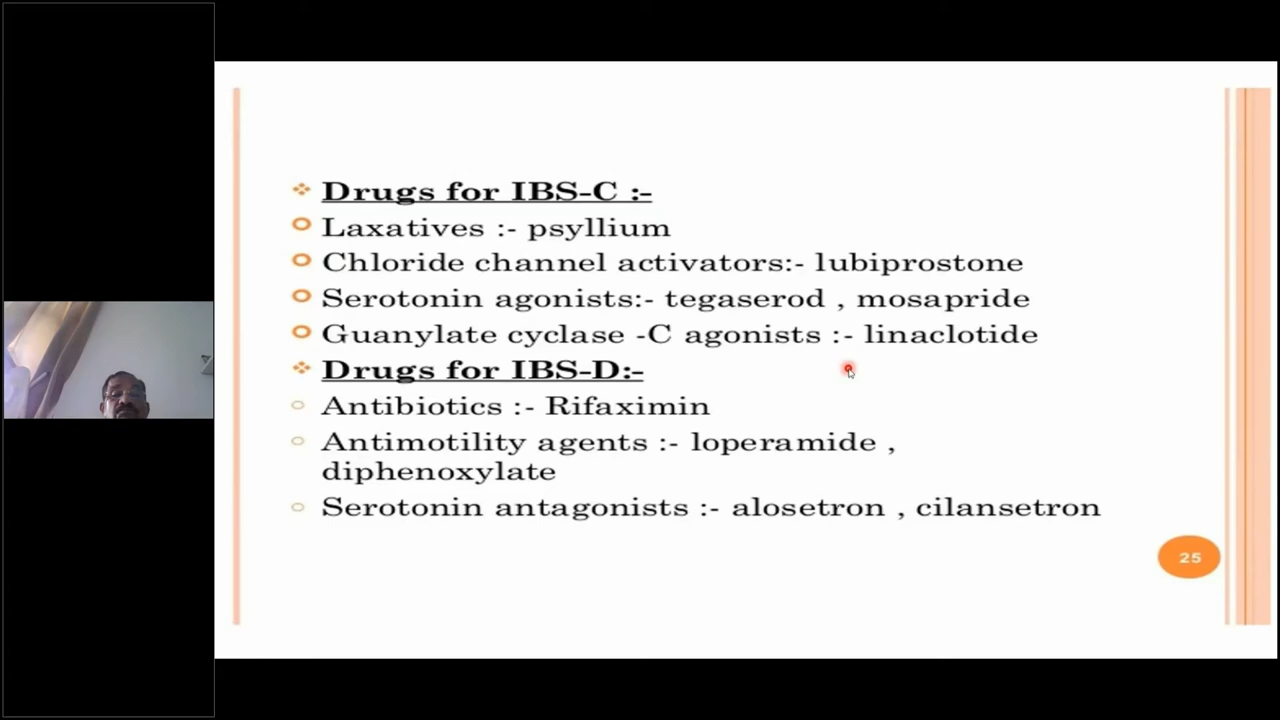 Drugs for IBS-C :-
Laxatives :- psyllium
Chloride channel activators:- lubiprostone
Serotonin agonists:- tegaserod , mosapride
Guanylate cyclase -C agonists :- linaclotide
Drugs for IBS-D:-
Antibiotics :- Rifaximin
Antimotility agents :- loperamide ,
diphenoxylate
Serotonin antagonists :- alosetron , cilansetron
25